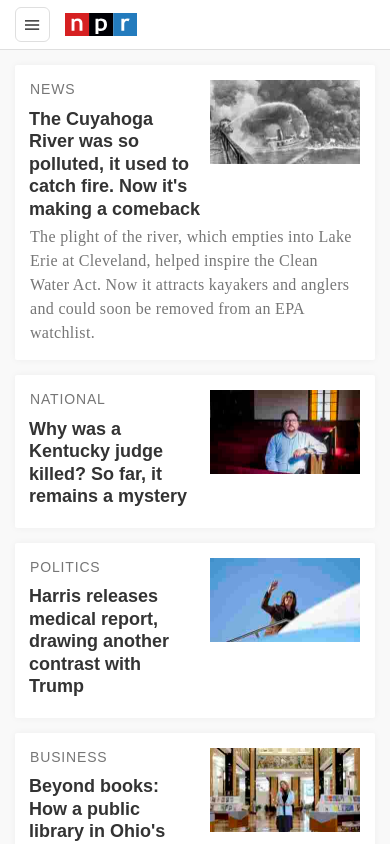 npr
NEWS
The Cuyahoga
River was so
polluted, it used to
catch fire. Now it's
making a comeback
The plight of the river, which empties into Lake
Erie at Cleveland, helped inspire the Clean
Water Act. Now it attracts kayakers and anglers
and could soon be removed from an EPA
watchlist.
NATIONAL
Why was a
Kentucky judge
killed? So far, it
remains a mystery
POLITICS
Harris releases
medical report,
drawing another
contrast with
Trump
BUSINESS
Beyond books:
How a public
library in Ohio's